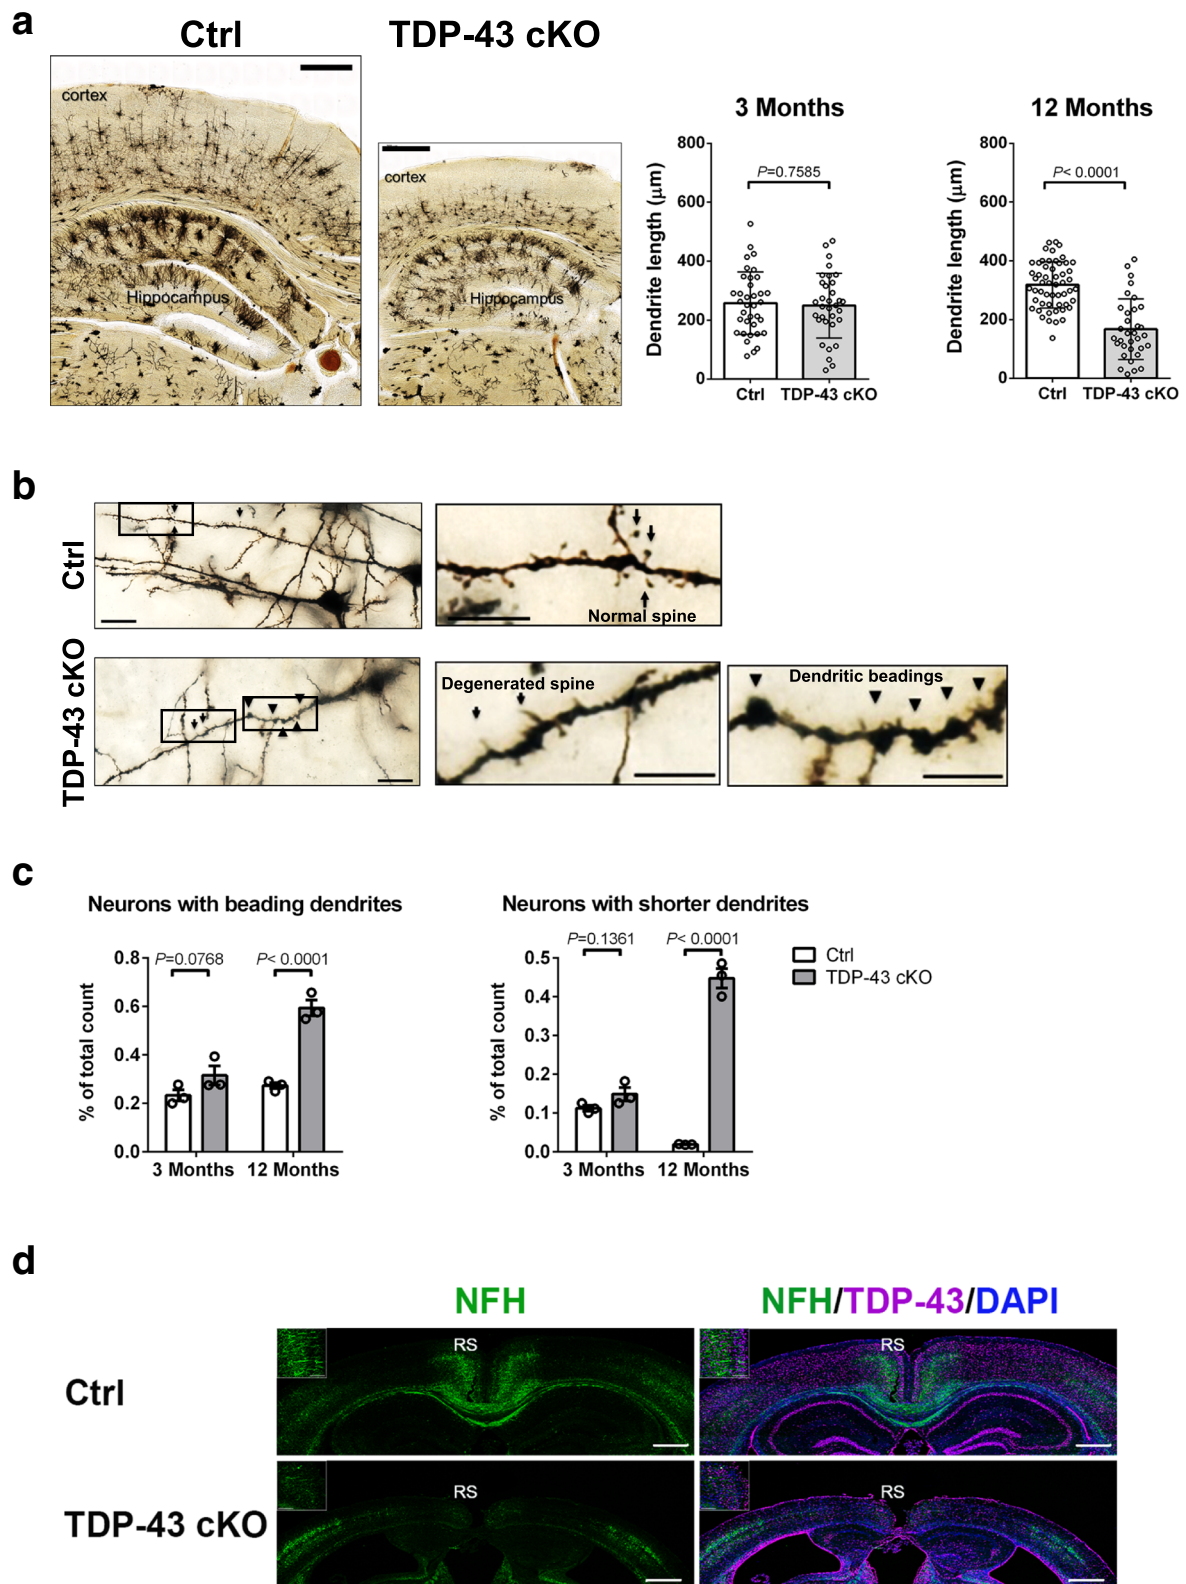 a
Ctrl
TDP-43 cKO
cortex
Hippocampus
cortex
Hippocampus
3 Months
Dendrite length (μm)
800
600
400
200
0
P=0.7585
Ctrl
TDP-43 cKO
12 Months
Dendrite length (μm)
800
600
400
200
0
P< 0.0001
Ctrl
TDP-43 cKO
b
Ctrl
Normal spine
TDP-43 cKO
Degenerated spine
Dendritic beadings
c
Neurons with beading dendrites
% of total count
0.8
0.6
0.4
0.2
0.0
P=0.0768
P< 0.0001
3 Months
12 Months
Neurons with shorter dendrites
% of total count
0.5
0.4
0.3
0.2
0.1
0.0
P=0.1361
P< 0.0001
3 Months
12 Months
Ctrl
TDP-43 cKO
d
NFH
NFH/TDP-43/DAPI
Ctrl
RS
RS
TDP-43 cKO
RS
RS